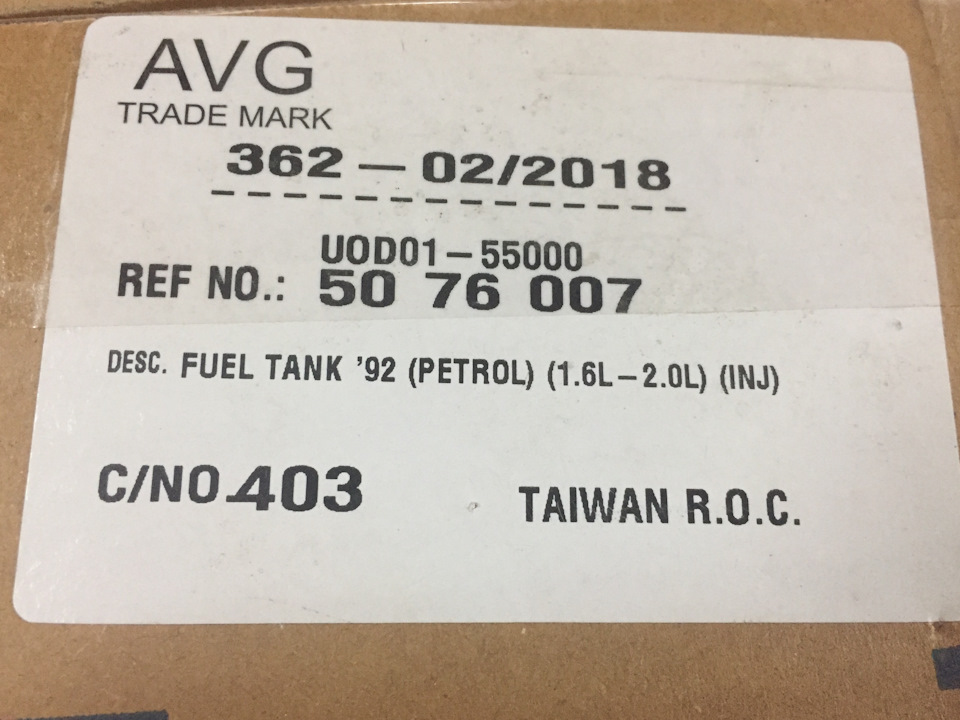 AVG
TRADE MARK
362 — 02/2018
UOD01-55000
REF NO.: 50 76 007
DESC. FUEL TANK '92 (PETROL) (1.6L-2.0L) (INJ)
C/NO.403
TAIWAN R.O.C.